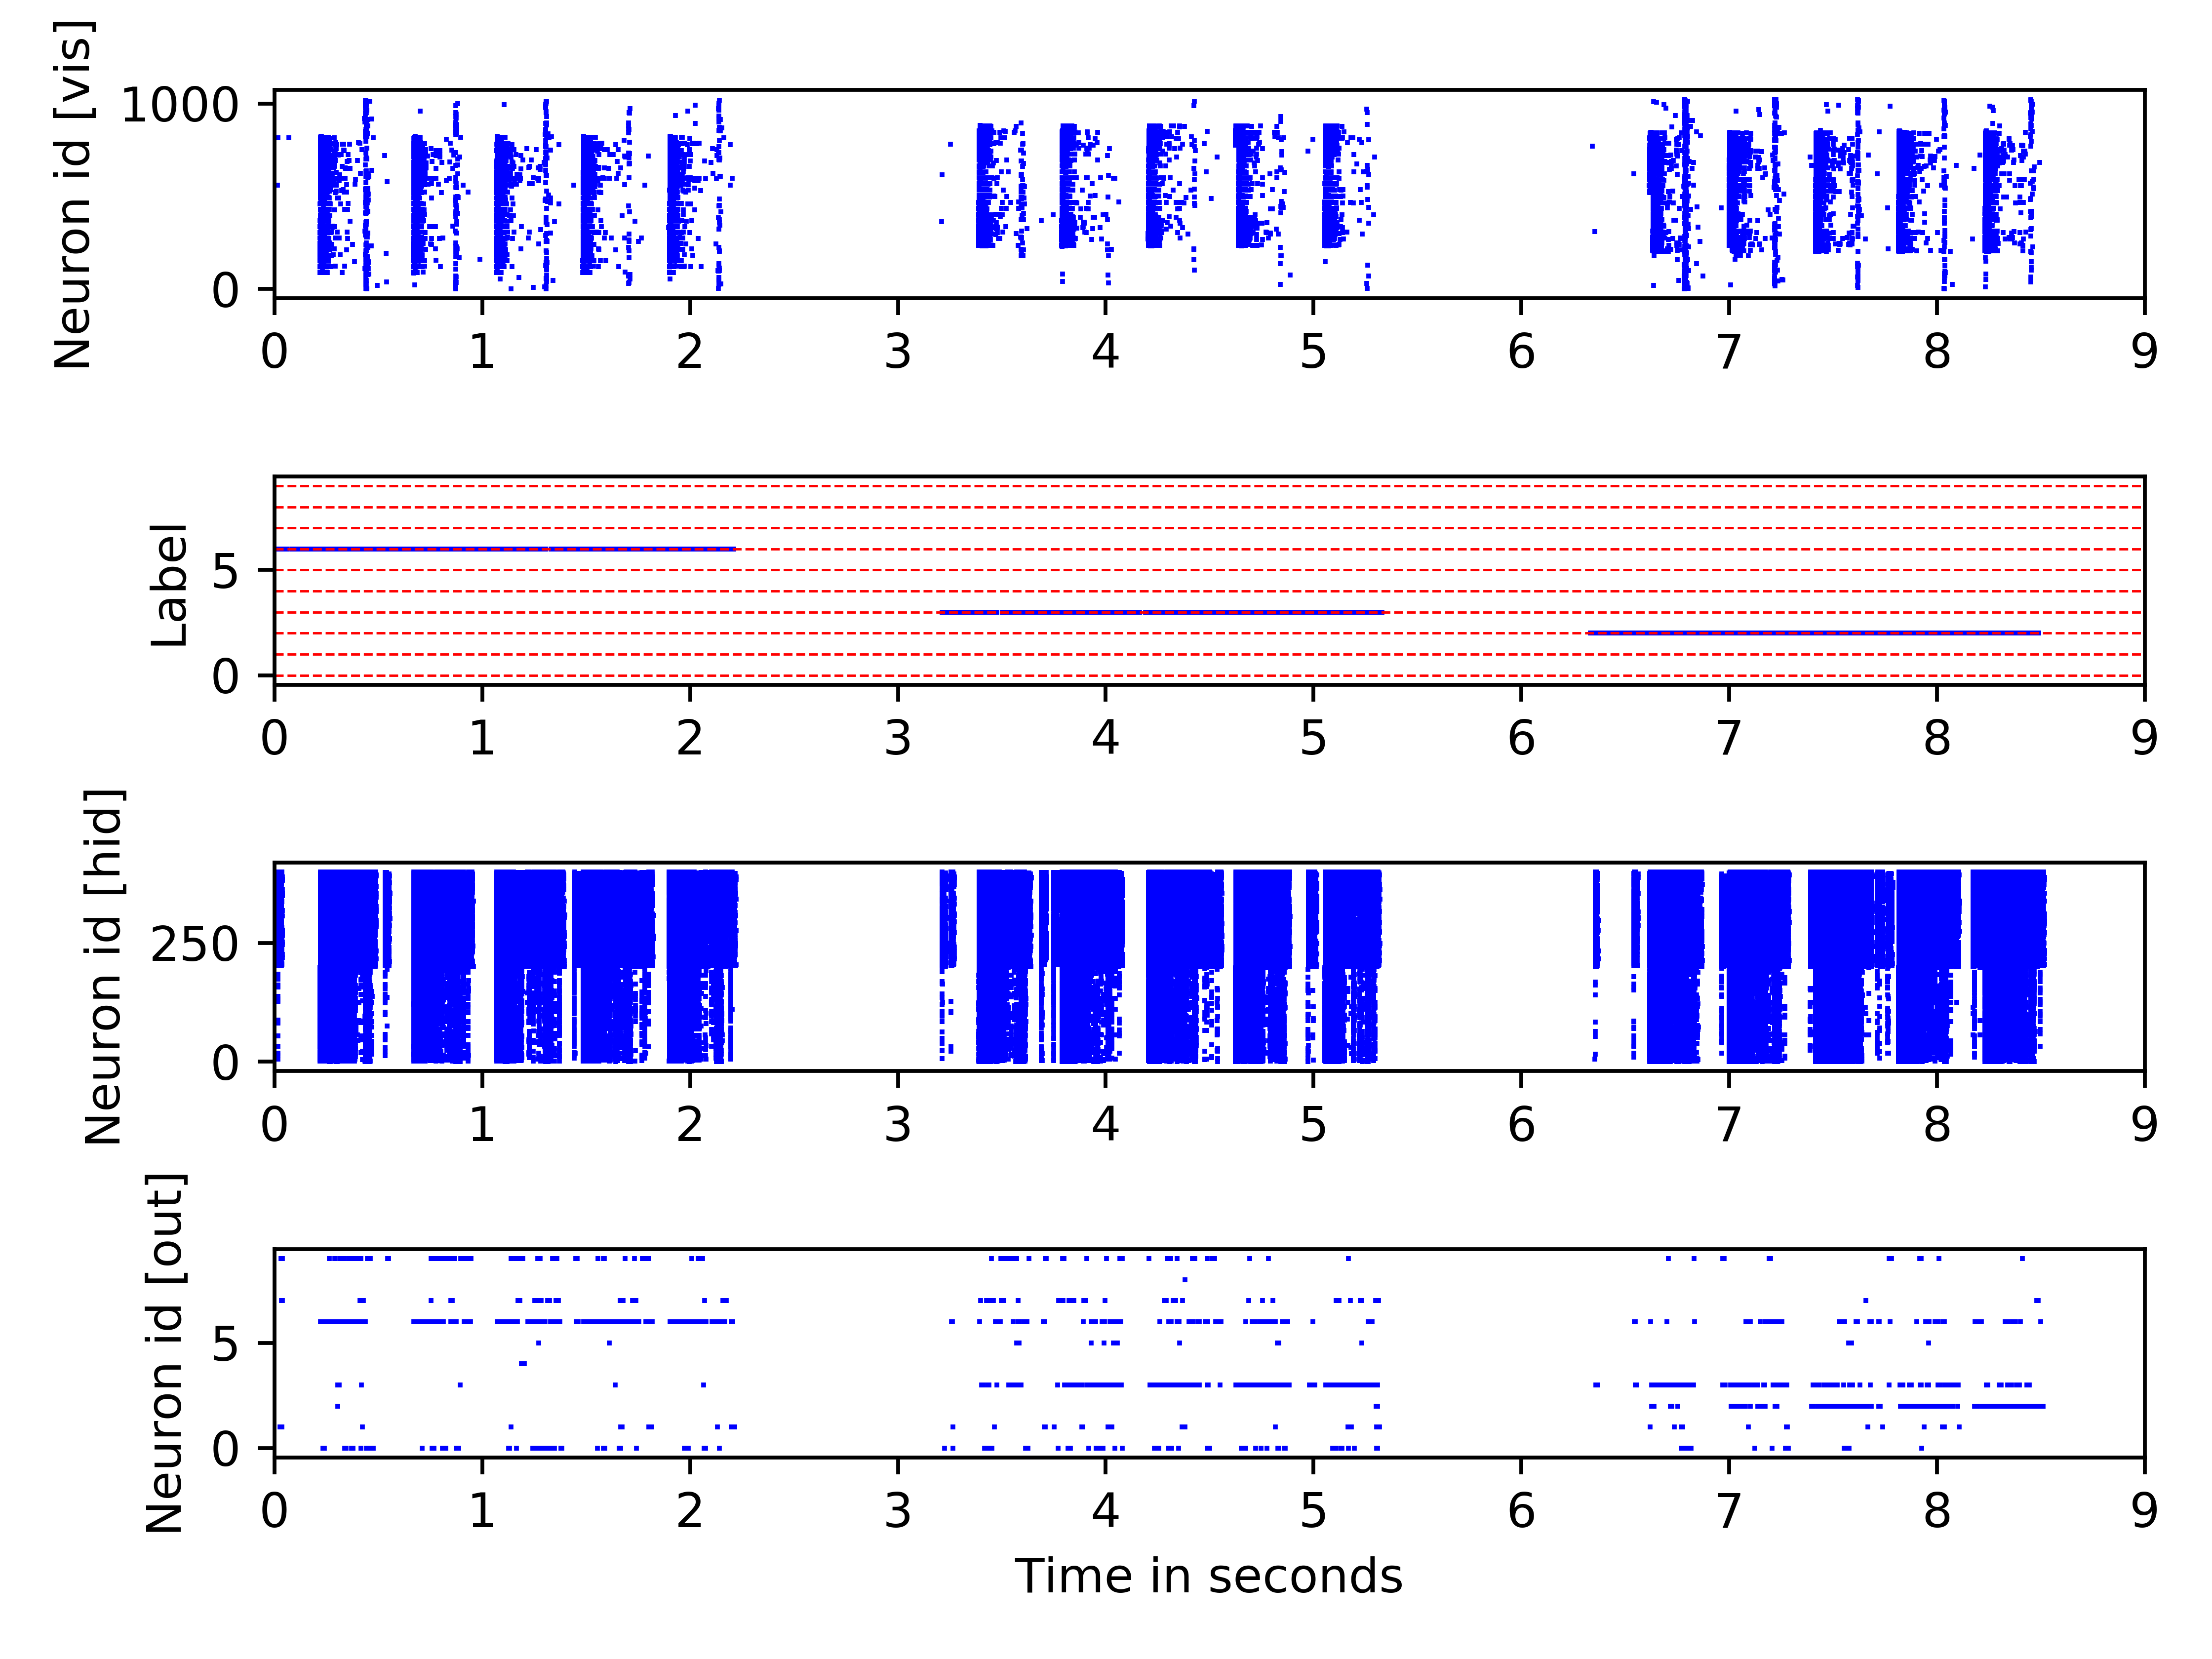 Neuron id [vis]
1000
0
0 1 2 3 4 5 6 7 8 9
Label
5
0
0 1 2 3 4 5 6 7 8 9
Neuron id [hid]
250
0
0 1 2 3 4 5 6 7 8 9
Neuron id [out]
5
0
0 1 2 3 4 5 6 7 8 9
Time in seconds